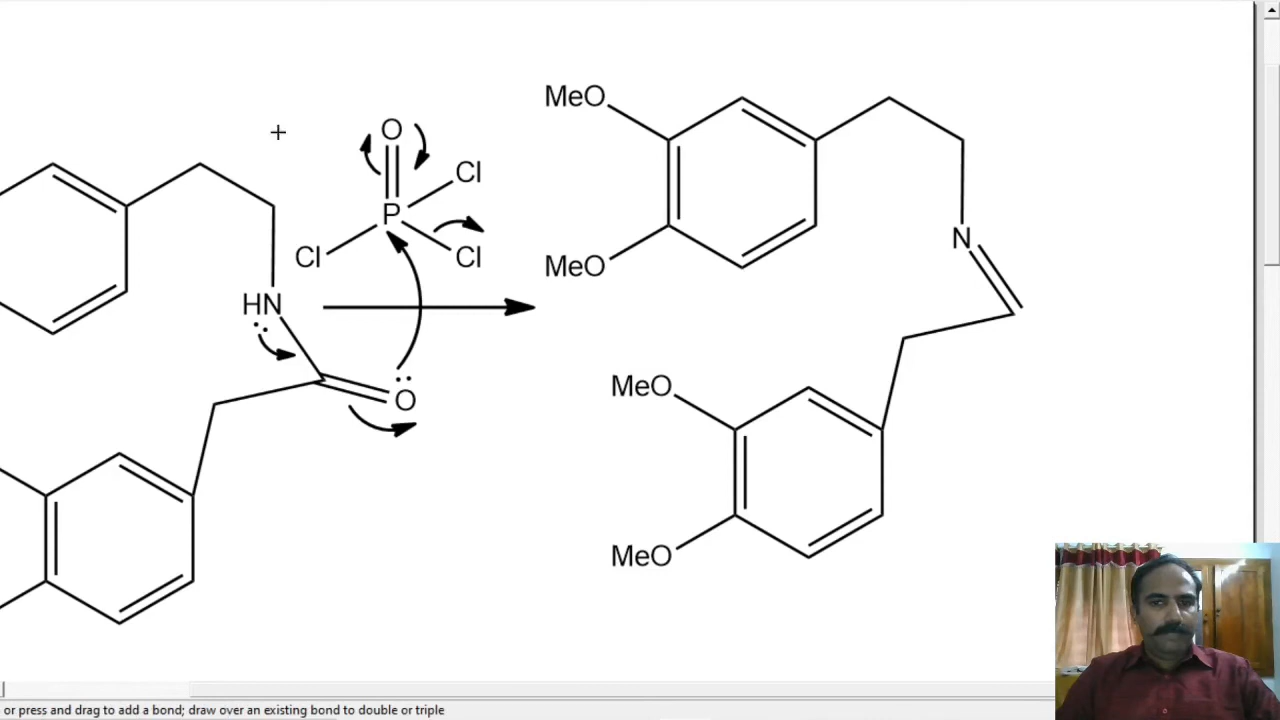 MeO
O
+
Cl
P
N
Cl
Cl
MeO
HN
MeO
O
MeO
or press and drag to add a bond; draw over an existing bond to double or triple